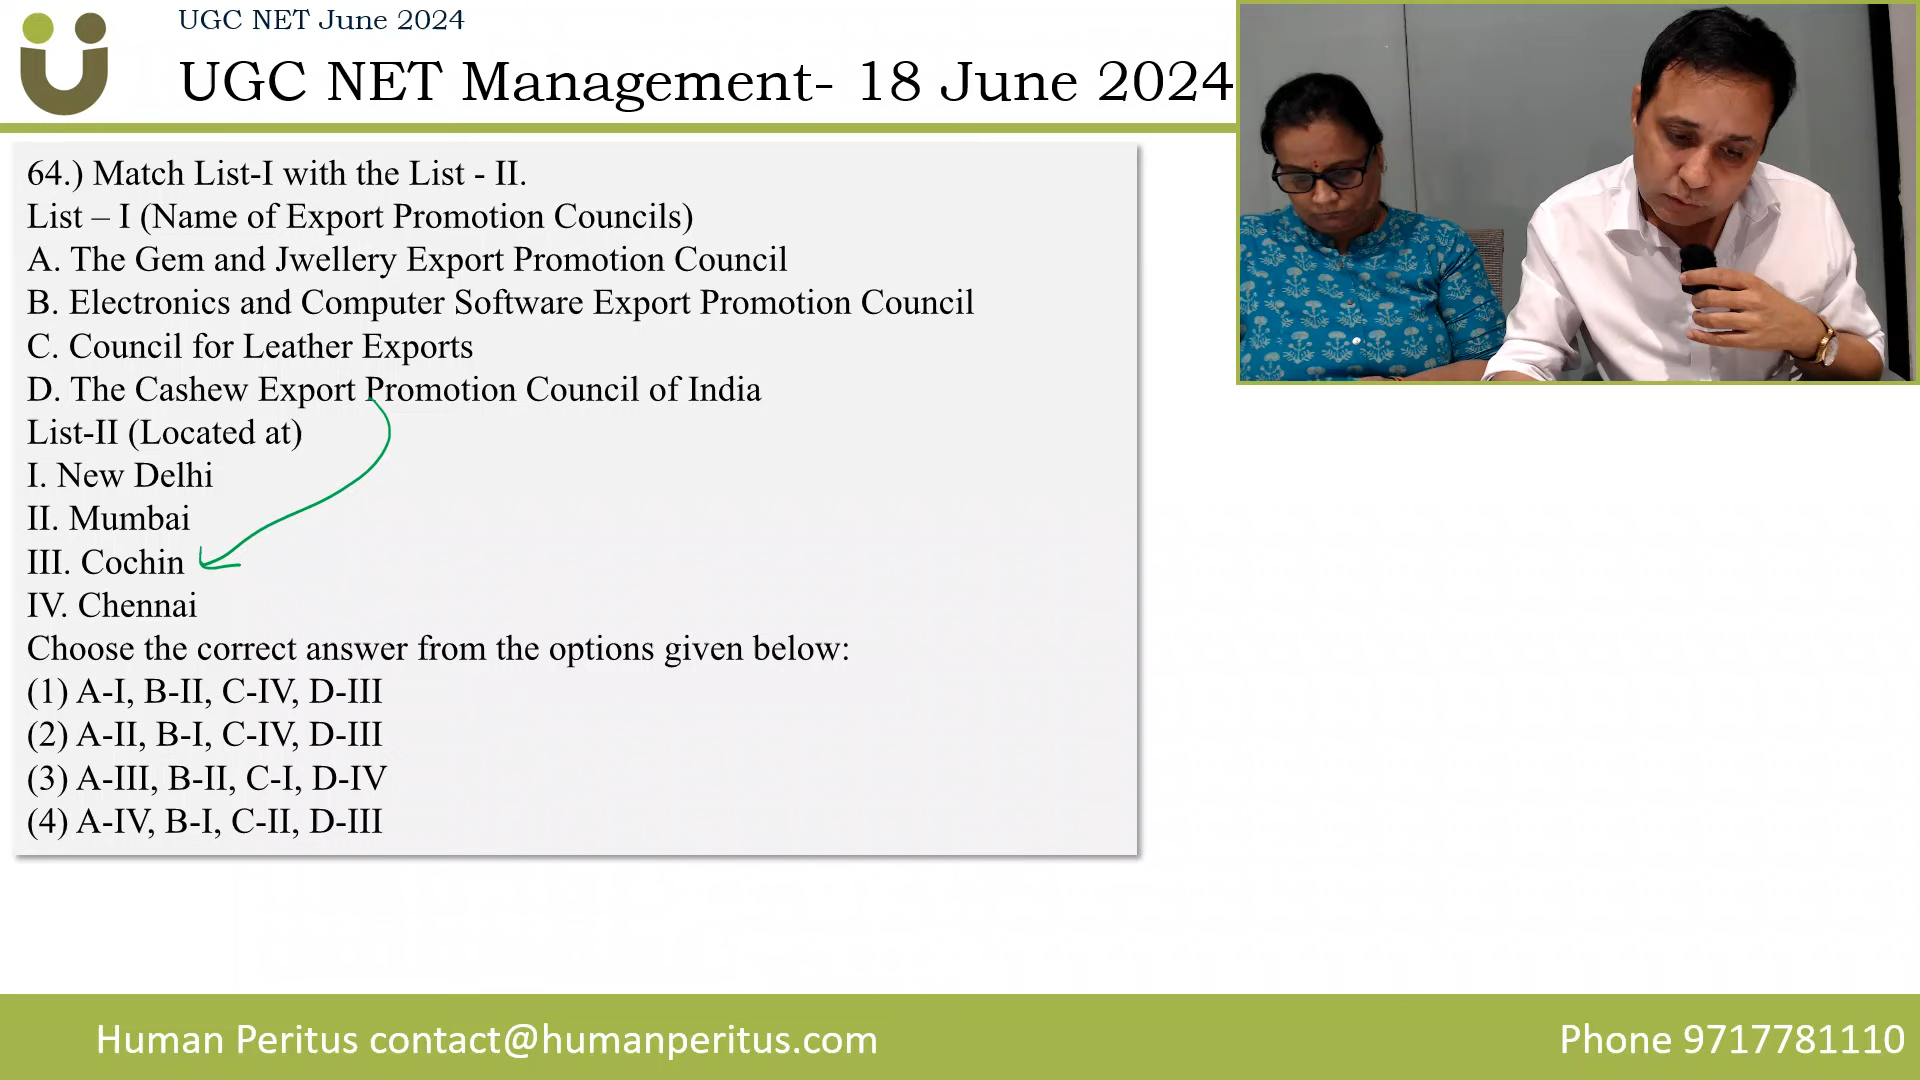 UGC NET June 2024
UGC NET Management- 18 June 2024
64.) Match List-I with the List - II.
List – I (Name of Export Promotion Councils)
A. The Gem and Jwellery Export Promotion Council
B. Electronics and Computer Software Export Promotion Council
C. Council for Leather Exports
D. The Cashew Export Promotion Council of India
List-II (Located at)
I. New Delhi
II. Mumbai
III. Cochin
IV. Chennai
Choose the correct answer from the options given below:
(1) A-I, B-II, C-IV, D-III
(2) A-II, B-I, C-IV, D-III
(3) A-III, B-II, C-I, D-IV
(4) A-IV, B-I, C-II, D-III
Human Peritus contact@humanperitus.com
Phone 9717781110